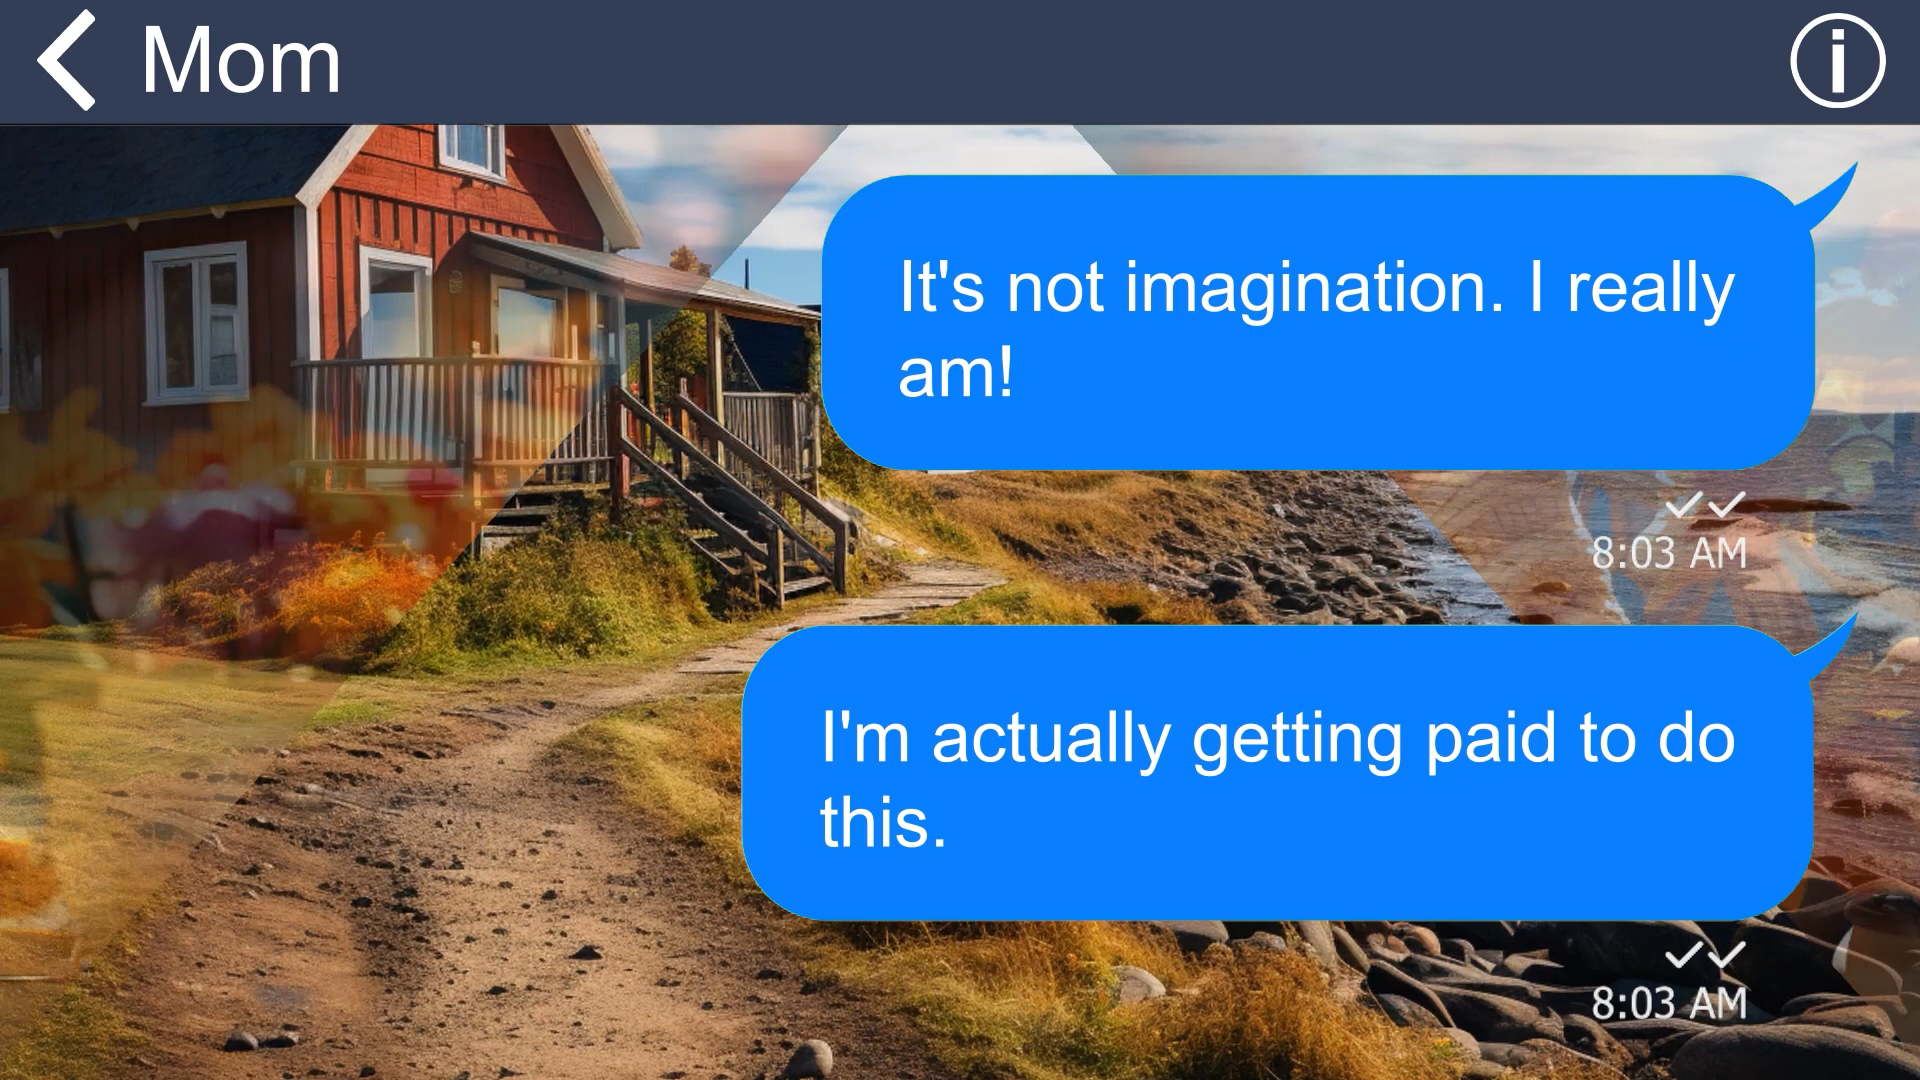 Mom
It's not imagination. I really
am!
8:03 AM
I'm actually getting paid to do
this.
8:03 AM